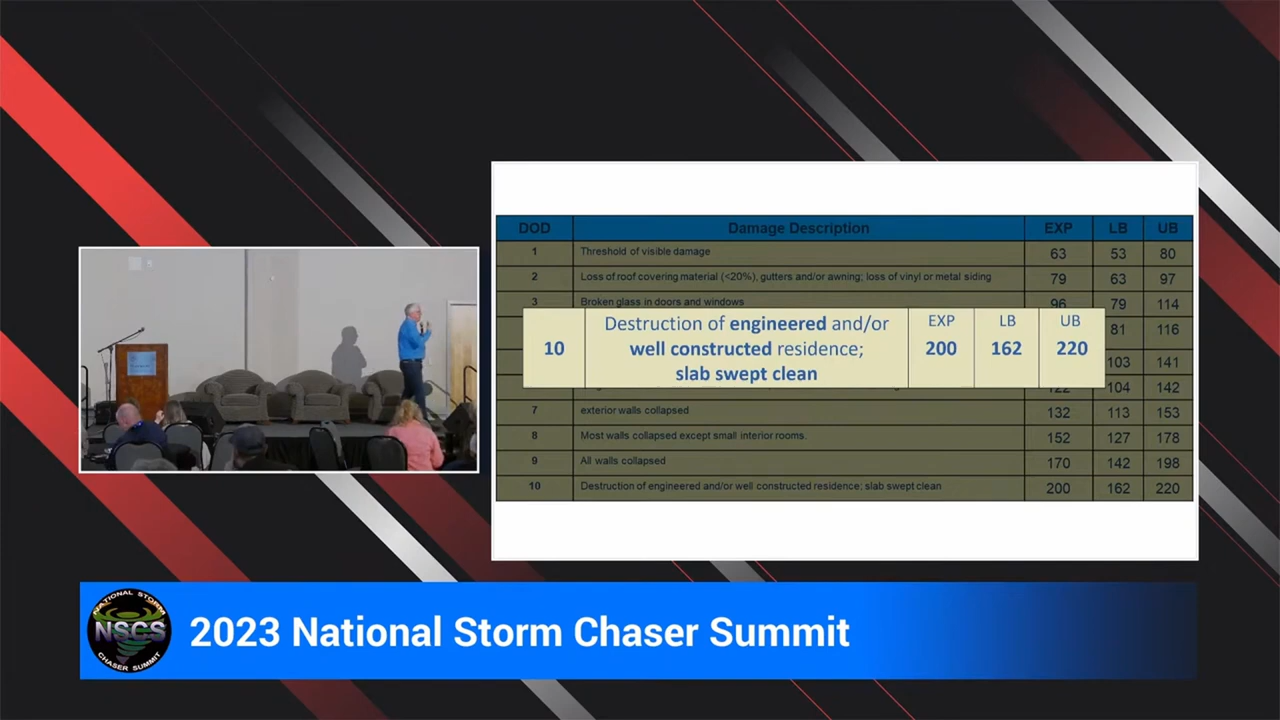 DOD Damage Description EXP LB UB
1 Threshold of visible damage 63 53 80
2 Loss of roof covering material (<20%), gutters and/or awning; loss of vinyl or metal siding 79 63 97
3 Broken glass in doors and windows 96 79 114
81 116
103 141
122 104 142
10 Destruction of engineered and/or well constructed residence; slab swept clean EXP 200 LB 162 UB 220
7 exterior walls collapsed 132 113 153
8 Most walls collapsed except small interior rooms. 152 127 178
9 All walls collapsed 170 142 198
10 Destruction of engineered and/or well constructed residence; slab swept clean 200 162 220
NATIONAL STORM
NSCS
CHASER SUMMIT
2023 National Storm Chaser Summit